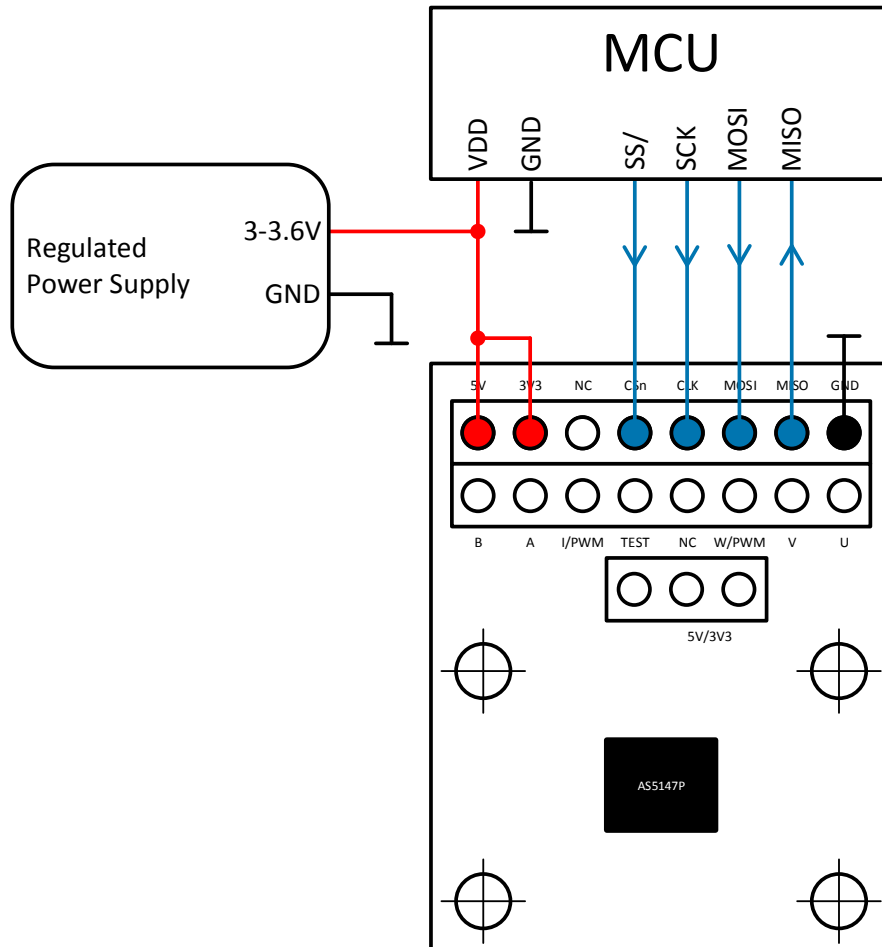 MCU
VDD
GND
SS/
SCK
MOSI
MISO
Regulated
Power Supply
3-3.6V
GND
5V
3V3
NC
CSn
CLK
MOSI
MISO
GND
B
A
I/PWM
TEST
NC
W/PWM
V
U
5V/3V3
AS5147P